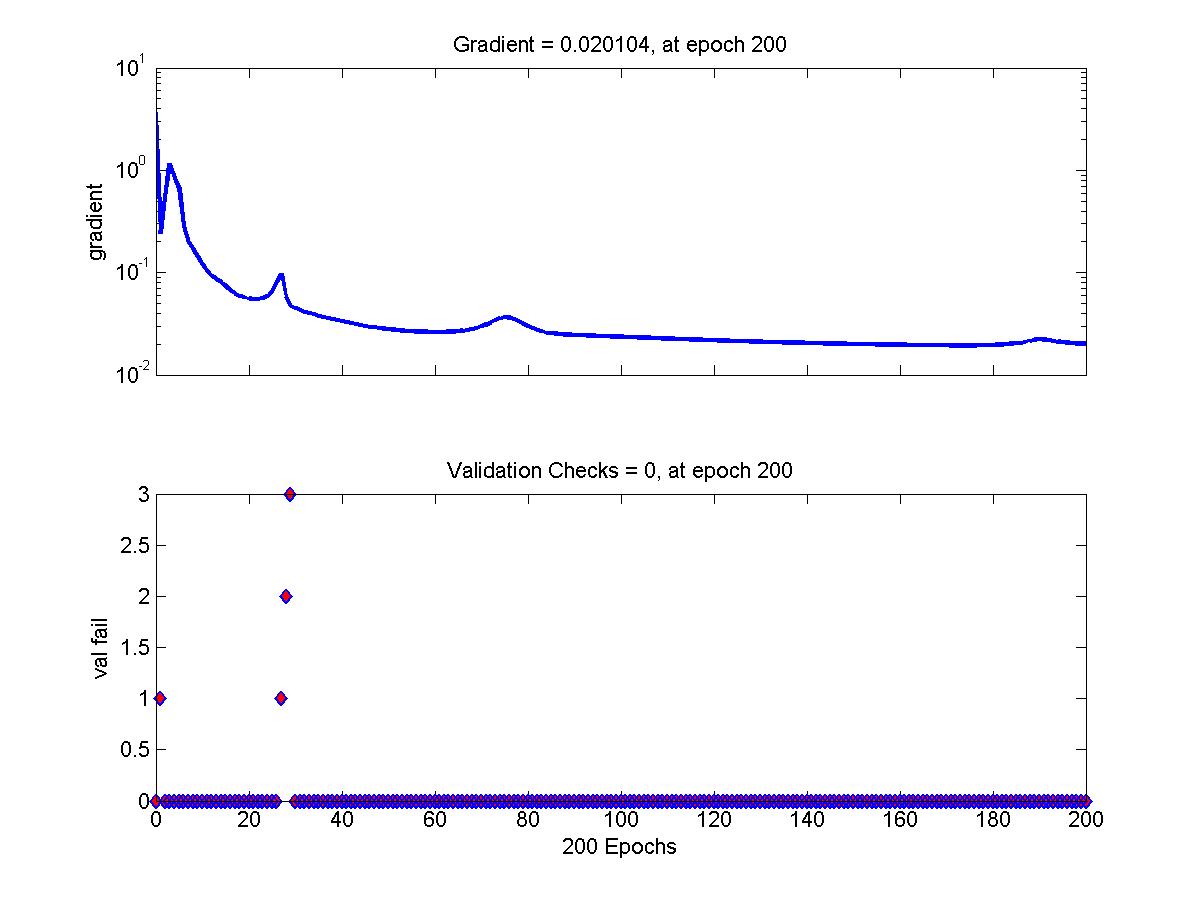 Gradient = 0.020104, at epoch 200
10^1
10^0
10^-1
10^-2
gradient
Validation Checks = 0, at epoch 200
3
2.5
2
1.5
1
0.5
0
val fail
0 20 40 60 80 100 120 140 160 180 200
200 Epochs